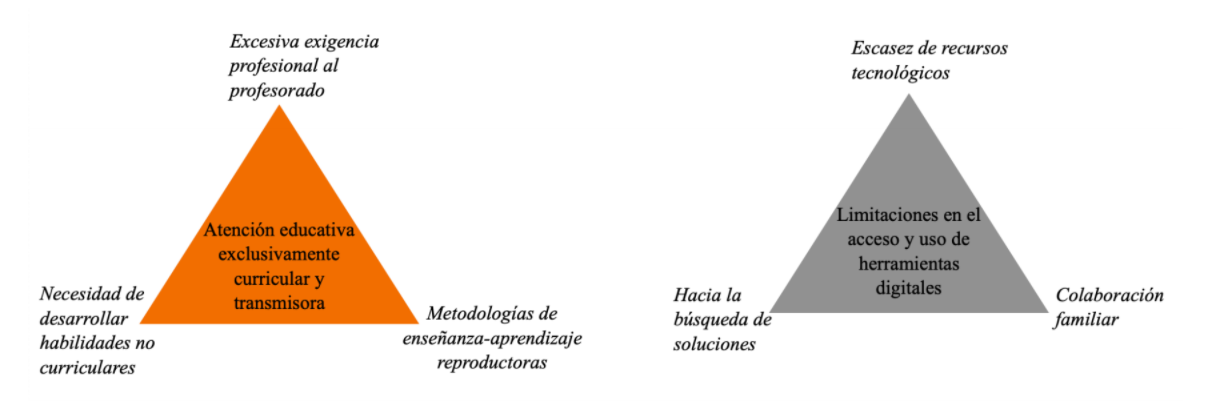 Excesiva exigencia
profesional al
profesorado
Atención educativa
exclusivamente
curricular y
transmisora
Necesidad de
desarrollar
habilidades no
curriculares
Metodologías de
enseñanza-aprendizaje
reproductoras
Escasez de recursos
tecnológicos
Limitaciones en el
acceso y uso de
herramientas
digitales
Hacia la
búsqueda de
soluciones
Colaboración
familiar